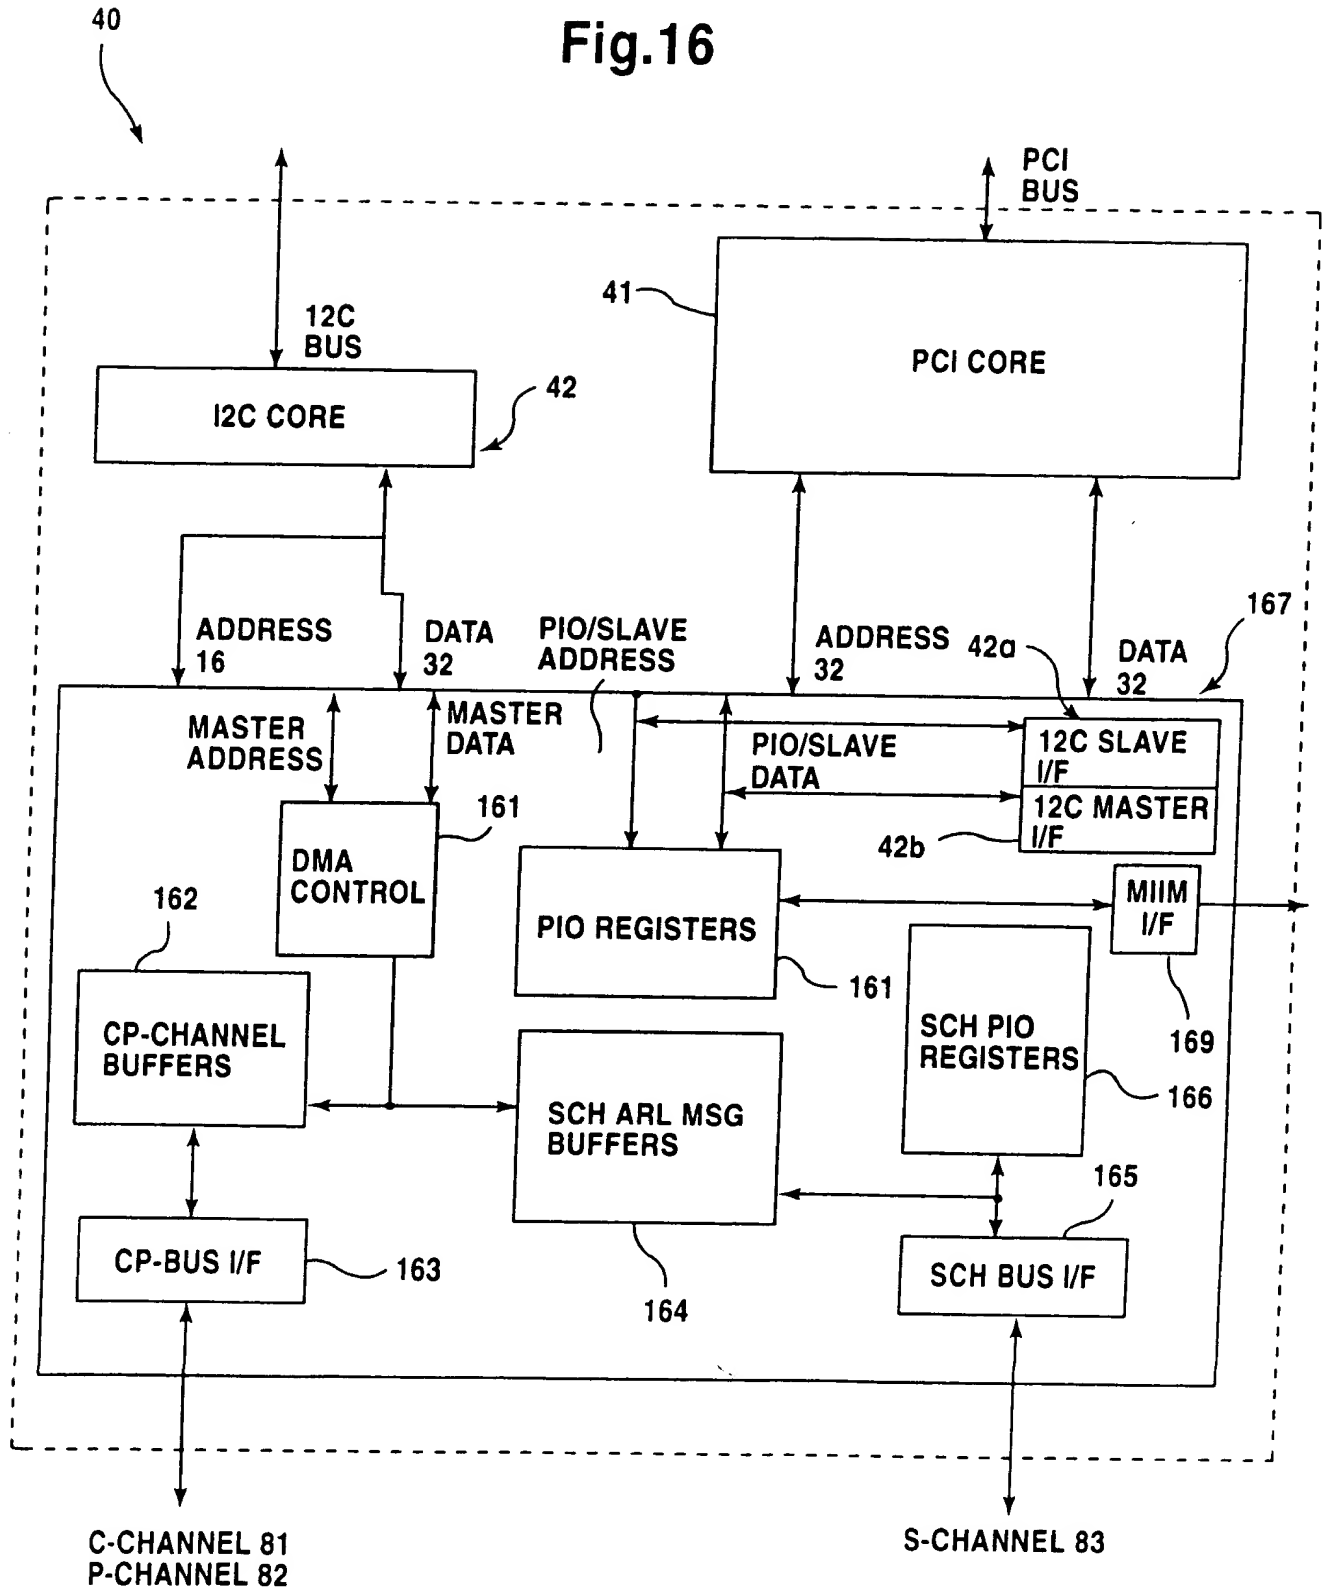 Fig.16
40
PCI
BUS
41
12C
BUS
PCI CORE
I2C CORE
42
ADDRESS
16
DATA
32
PIO/SLAVE
ADDRESS
ADDRESS
32
42a
DATA
32
167
MASTER
ADDRESS
MASTER
DATA
PIO/SLAVE
DATA
12C SLAVE
I/F
12C MASTER
I/F
42b
161
DMA
CONTROL
162
PIO REGISTERS
MIIM
I/F
161
169
CP-CHANNEL
BUFFERS
SCH PIO
REGISTERS
166
SCH ARL MSG
BUFFERS
165
CP-BUS I/F
163
164
SCH BUS I/F
C-CHANNEL 81
P-CHANNEL 82
S-CHANNEL 83